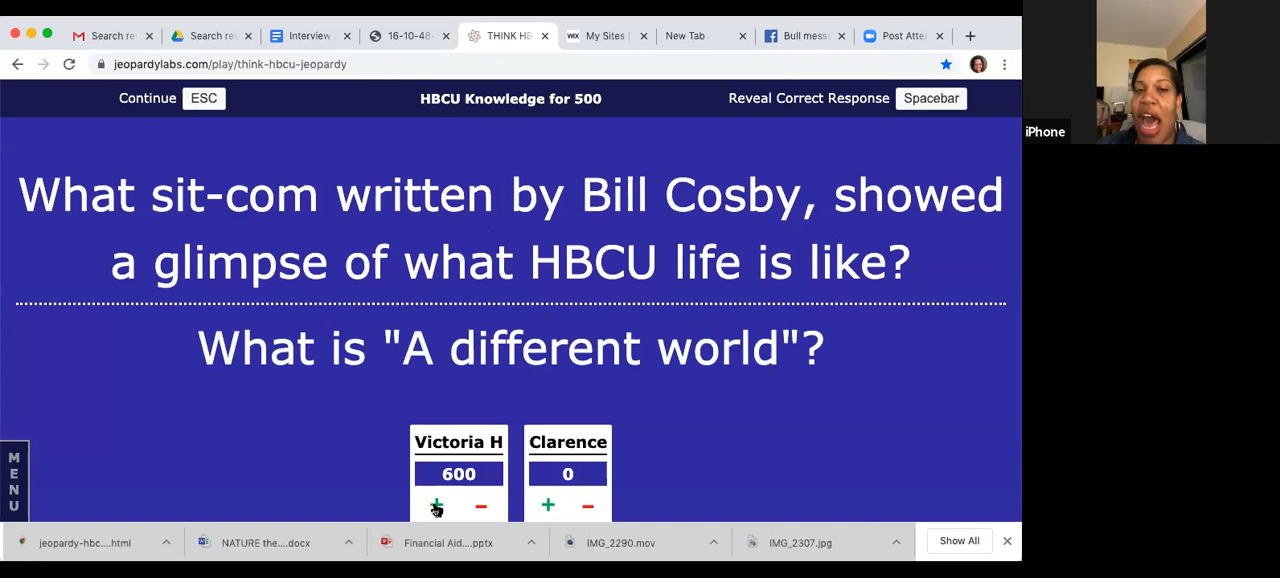 Search re
Search re
Interview
16-10-48-
THINK HB
WIX My Sites
New Tab
Bull mess
Post Atte
jeopardylabs.com/play/think-hbcu-jeopardy
Continue ESC
HBCU Knowledge for 500
Reveal Correct Response Spacebar
iPhone
What sit-com written by Bill Cosby, showed
a glimpse of what HBCU life is like?
What is "A different world"?
Victoria H Clarence
600 0
+ − + −
MENU
jeopardy-hbc....html
NATURE the....docx
Financial Aid....pptx
IMG_2290.mov
IMG_2307.jpg
Show All